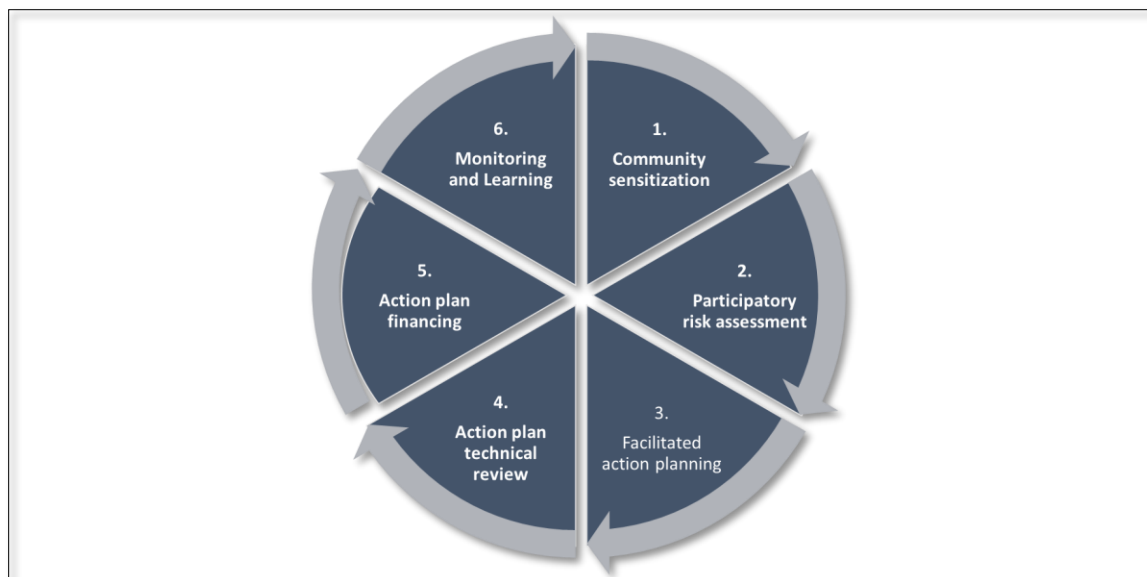 1.
Community
sensitization
2.
Participatory
risk assessment
3.
Facilitated
action planning
4.
Action plan
technical
review
5.
Action plan
financing
6.
Monitoring
and Learning